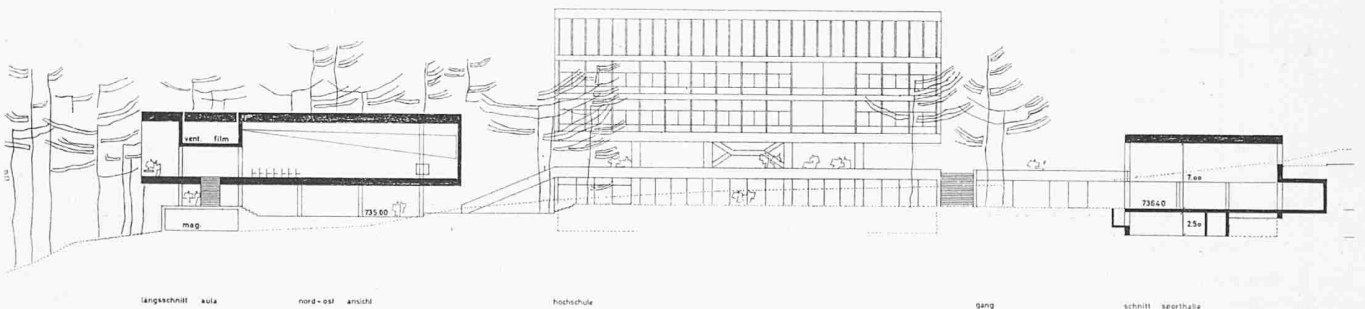 vent. film
7.00
735.00
736.40
mag.
2.50
längsschnitt aula nord-ost ansicht hochschule gang schnitt sporthalle